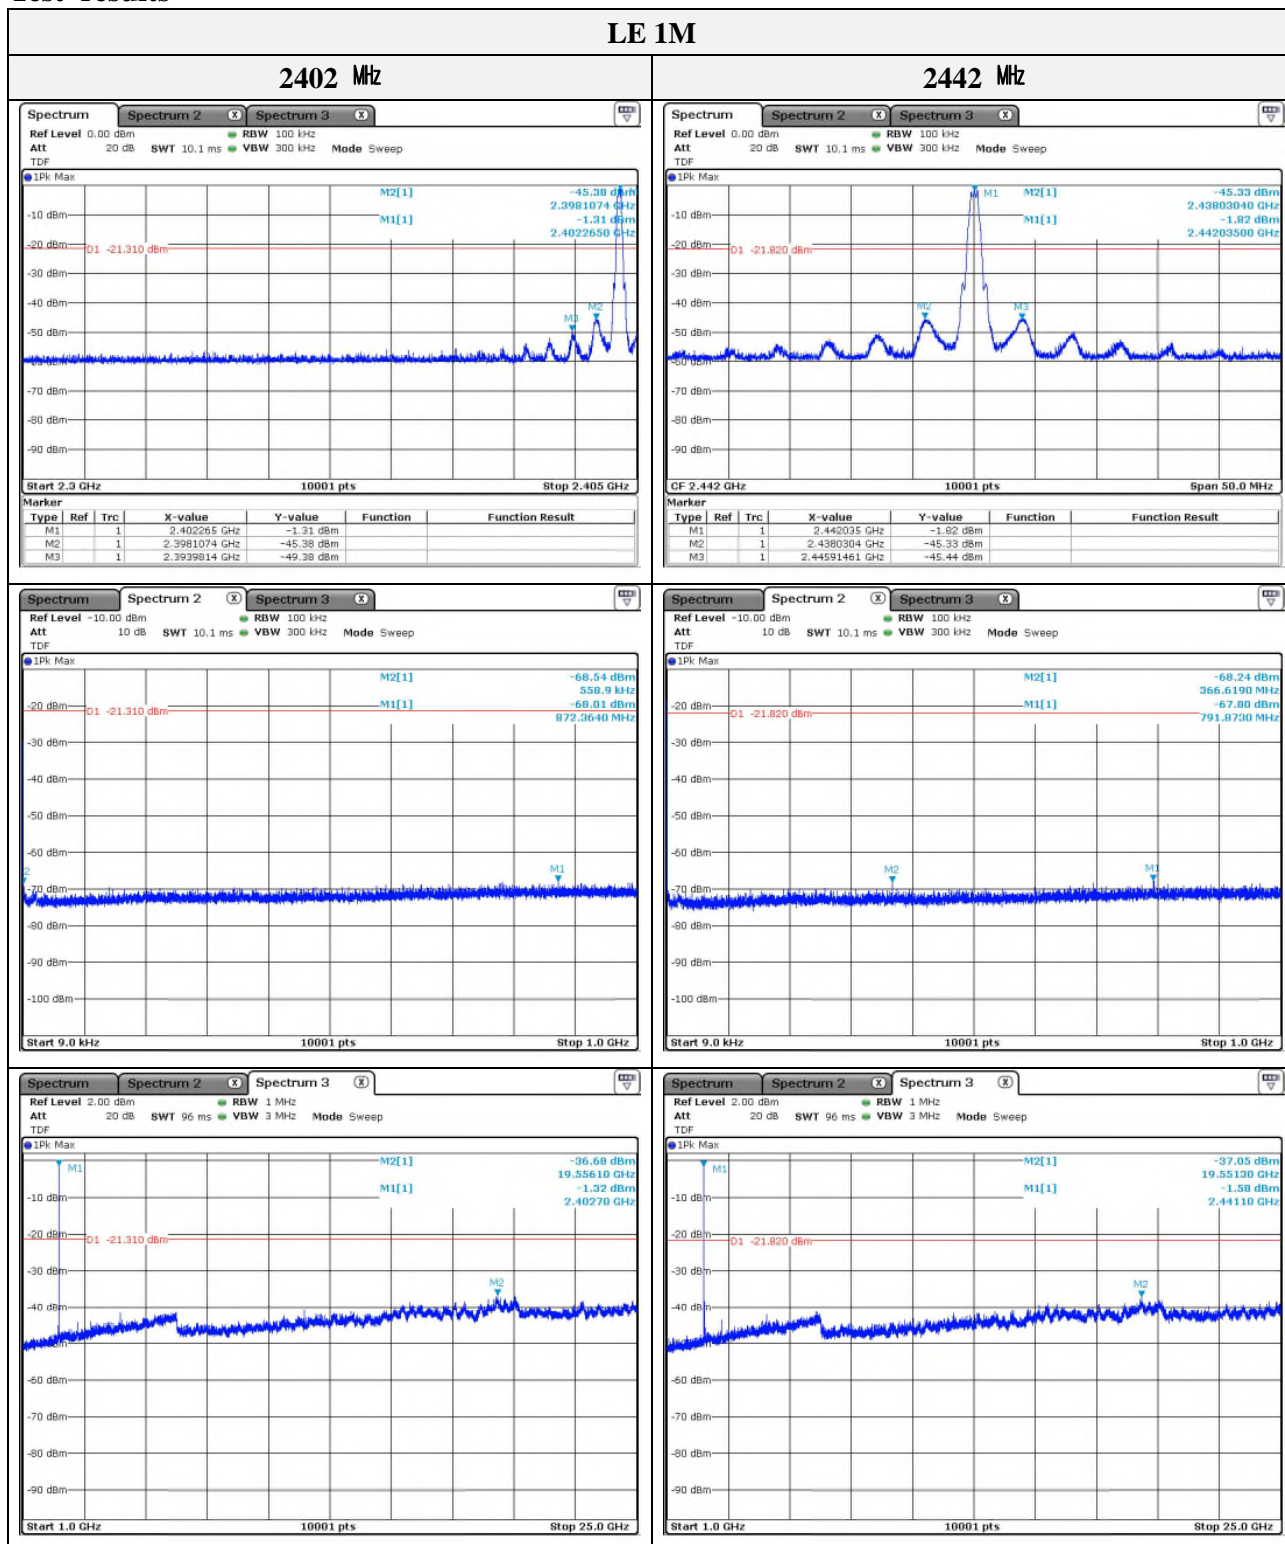 LE 1M
2402 MHz
2442 MHz
Spectrum Spectrum 2 X Spectrum 3 X
Ref Level 0.00 dBm RBW 100 kHz
Att 20 dB SWT 10.1 ms VBW 300 kHz Mode Sweep
TDF
1Pk Max
M2[1] -45.38 dBm
2.3981074 GHz
M1[1] -1.31 dBm
2.4022650 GHz
-10 dBm
-20 dBm
D1 -21.310 dBm
-30 dBm
-40 dBm
M2
M3
-50 dBm
-60 dBm
-70 dBm
-80 dBm
-90 dBm
Start 2.3 GHz 10001 pts Stop 2.405 GHz
Marker
Type Ref Trc X-value Y-value Function Function Result
M1 1 2.402265 GHz -1.31 dBm
M2 1 2.3981074 GHz -45.38 dBm
M3 1 2.3939814 GHz -49.38 dBm
Spectrum Spectrum 2 X Spectrum 3 X
Ref Level 0.00 dBm RBW 100 kHz
Att 20 dB SWT 10.1 ms VBW 300 kHz Mode Sweep
TDF
1Pk Max
M1 M2[1] -45.33 dBm
2.43803040 GHz
M1[1] -1.82 dBm
2.44203500 GHz
-10 dBm
-20 dBm
D1 -21.820 dBm
-30 dBm
-40 dBm
M2 M3
-50 dBm
-60 dBm
-70 dBm
-80 dBm
-90 dBm
CF 2.442 GHz 10001 pts Span 50.0 MHz
Marker
Type Ref Trc X-value Y-value Function Function Result
M1 1 2.442035 GHz -1.82 dBm
M2 1 2.4380304 GHz -45.33 dBm
M3 1 2.44591461 GHz -45.44 dBm
Spectrum Spectrum 2 X Spectrum 3 X
Ref Level -10.00 dBm RBW 100 kHz
Att 10 dB SWT 10.1 ms VBW 300 kHz Mode Sweep
TDF
1Pk Max
M2[1] -68.54 dBm
550.9 kHz
M1[1] -68.01 dBm
872.3640 MHz
-20 dBm
D1 -21.310 dBm
-30 dBm
-40 dBm
-50 dBm
-60 dBm
2 M1
-70 dBm
-80 dBm
-90 dBm
-100 dBm
Start 9.0 kHz 10001 pts Stop 1.0 GHz
Spectrum Spectrum 2 X Spectrum 3 X
Ref Level -10.00 dBm RBW 100 kHz
Att 10 dB SWT 10.1 ms VBW 300 kHz Mode Sweep
TDF
1Pk Max
M2[1] -68.24 dBm
366.6190 MHz
M1[1] -67.80 dBm
791.8730 MHz
-20 dBm
D1 -21.820 dBm
-30 dBm
-40 dBm
-50 dBm
-60 dBm
M2 M1
-70 dBm
-80 dBm
-90 dBm
-100 dBm
Start 9.0 kHz 10001 pts Stop 1.0 GHz
Spectrum Spectrum 2 X Spectrum 3 X
Ref Level 2.00 dBm RBW 1 MHz
Att 20 dB SWT 96 ms VBW 3 MHz Mode Sweep
TDF
1Pk Max
M1 M2[1] -36.60 dBm
19.55610 GHz
M1[1] -1.32 dBm
2.40270 GHz
-10 dBm
-20 dBm
D1 -21.310 dBm
-30 dBm
M2
-40 dBm
-60 dBm
-70 dBm
-80 dBm
-90 dBm
Start 1.0 GHz 10001 pts Stop 25.0 GHz
Spectrum Spectrum 2 X Spectrum 3 X
Ref Level 2.00 dBm RBW 1 MHz
Att 20 dB SWT 96 ms VBW 3 MHz Mode Sweep
TDF
1Pk Max
M1 M2[1] -37.05 dBm
19.55130 GHz
M1[1] -1.50 dBm
2.44110 GHz
-10 dBm
-20 dBm
D1 -21.820 dBm
-30 dBm
M2
-40 dBm
-60 dBm
-70 dBm
-80 dBm
-90 dBm
Start 1.0 GHz 10001 pts Stop 25.0 GHz